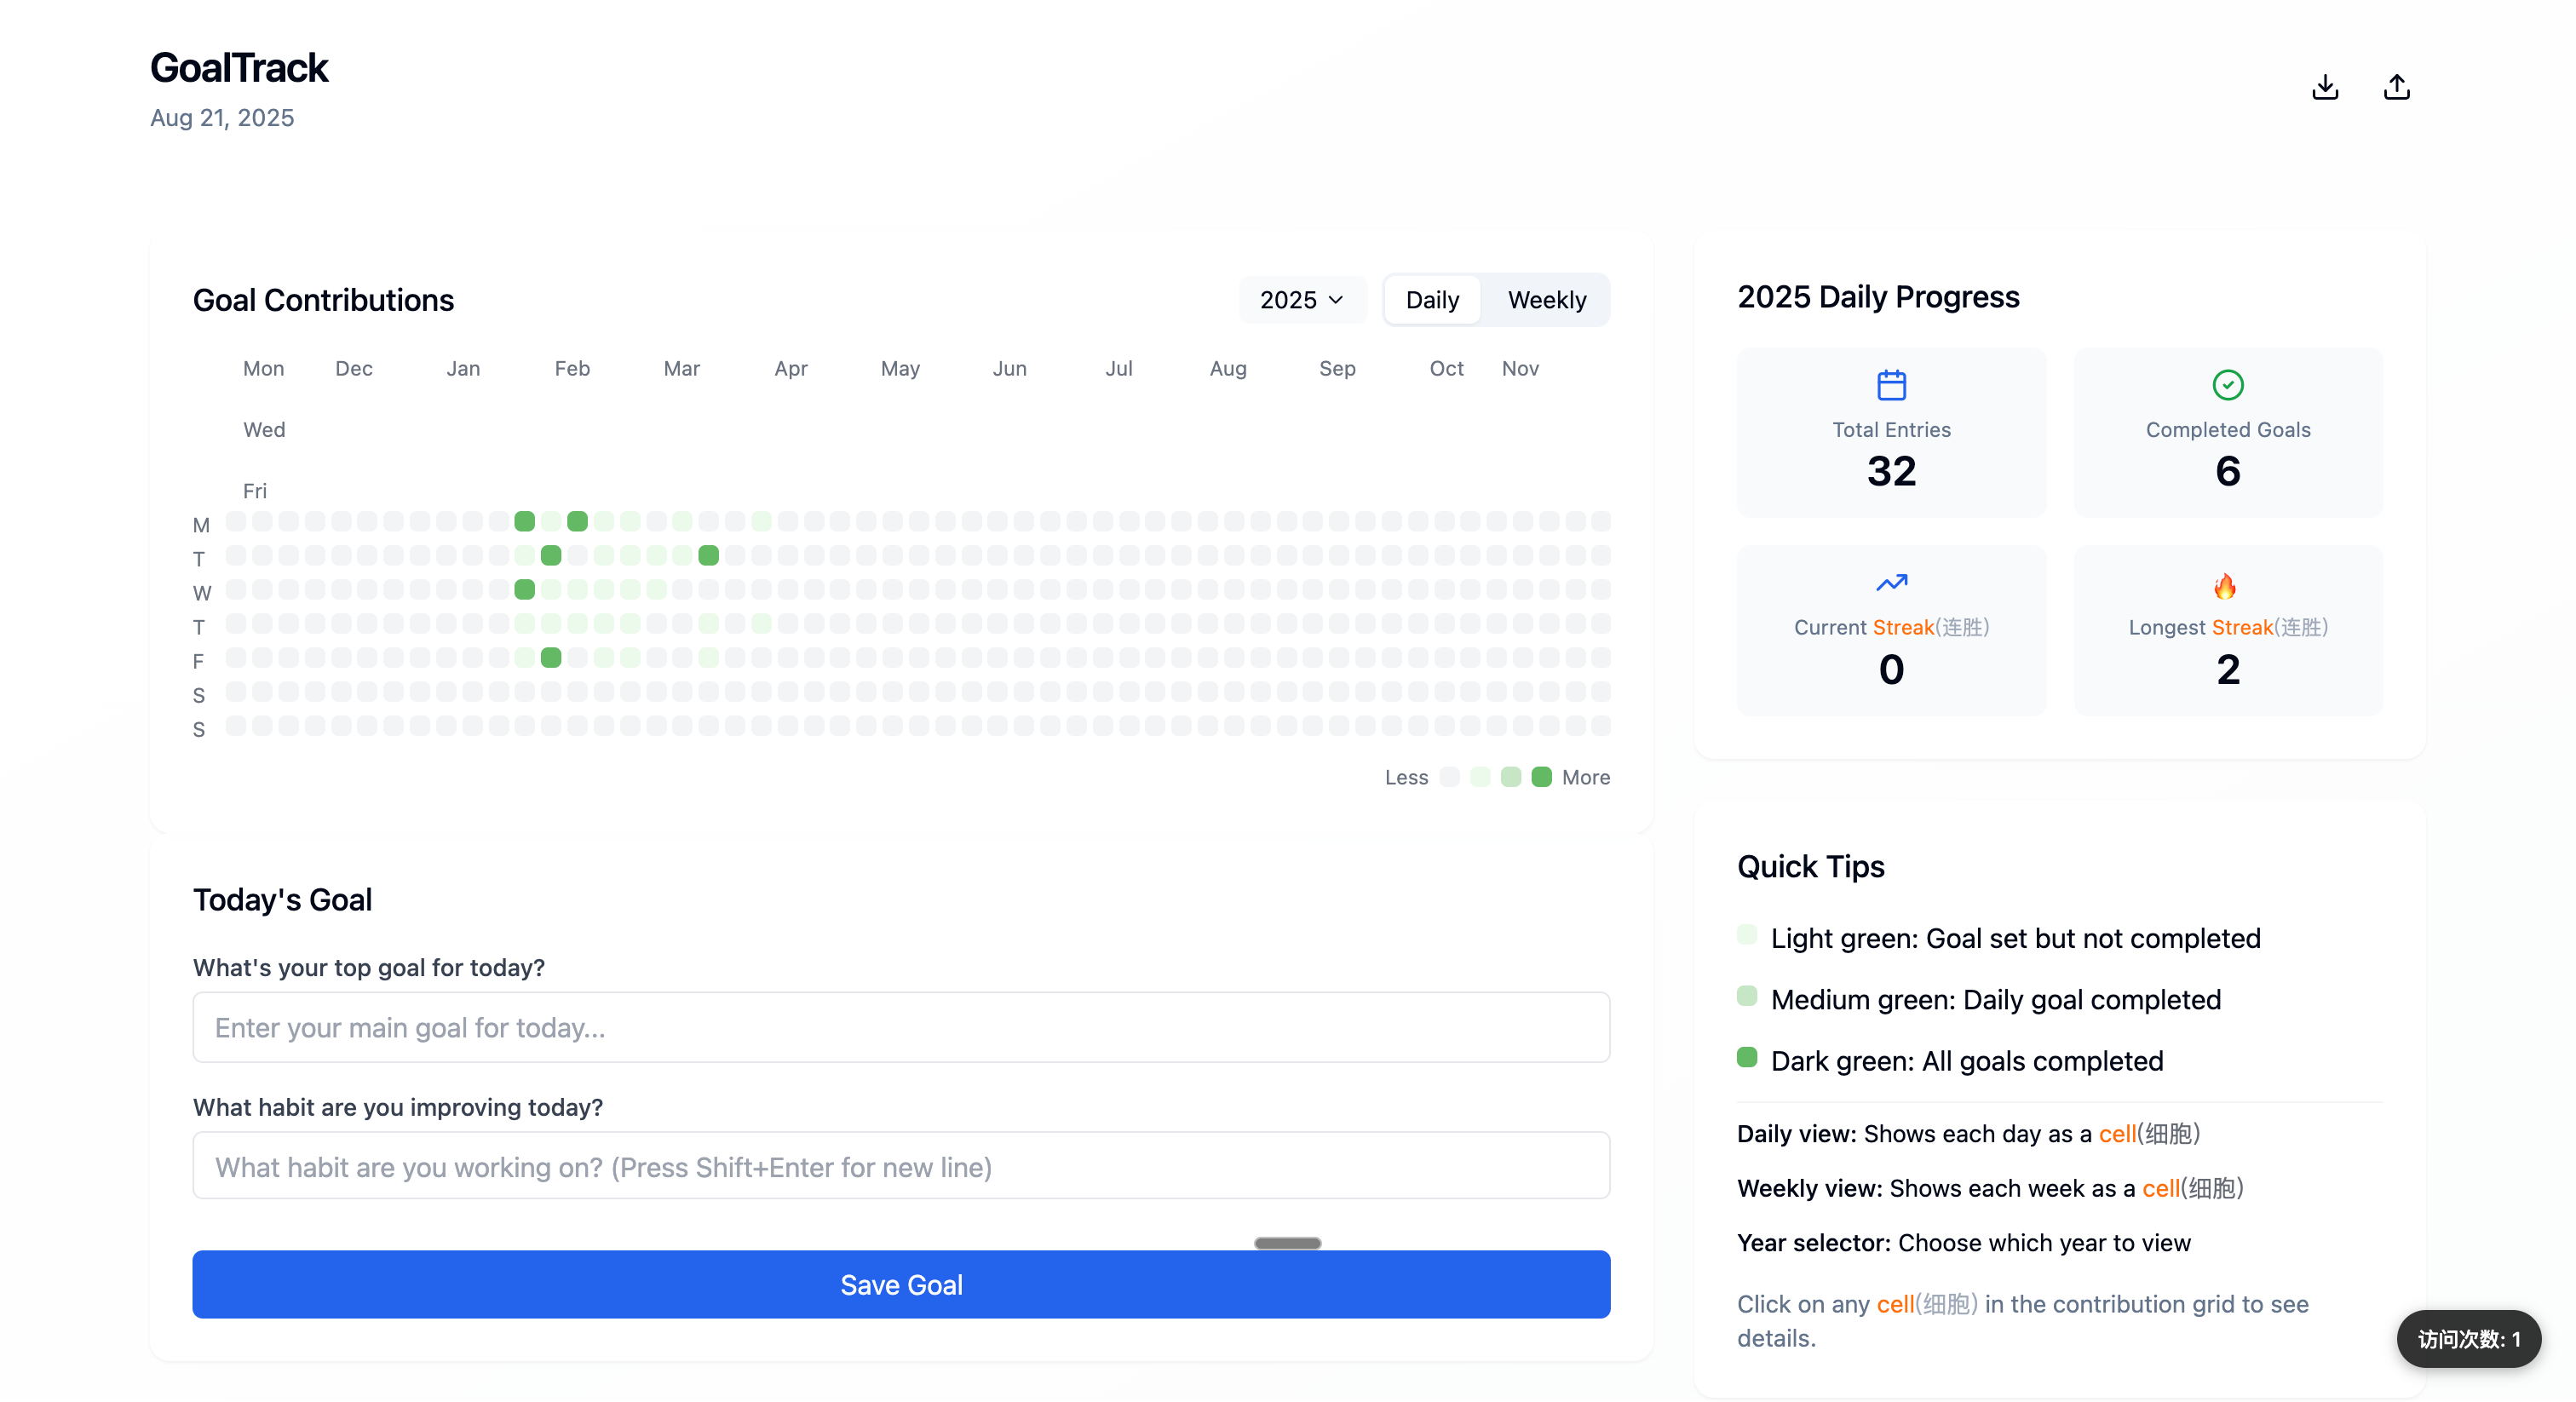 GoalTrack
Aug 21, 2025
Goal Contributions
2025
Daily
Weekly
Mon Dec Jan Feb Mar Apr May Jun Jul Aug Sep Oct Nov
Wed
Fri
M
T
W
T
F
S
S
Less
More
Today's Goal
What's your top goal for today?
Enter your main goal for today...
What habit are you improving today?
What habit are you working on? (Press Shift+Enter for new line)
Save Goal
2025 Daily Progress
Total Entries
32
Completed Goals
6
Current Streak(连胜)
0
Longest Streak(连胜)
2
Quick Tips
Light green: Goal set but not completed
Medium green: Daily goal completed
Dark green: All goals completed
Daily view: Shows each day as a cell(细胞)
Weekly view: Shows each week as a cell(细胞)
Year selector: Choose which year to view
Click on any cell(细胞) in the contribution grid to see
details.
访问次数: 1